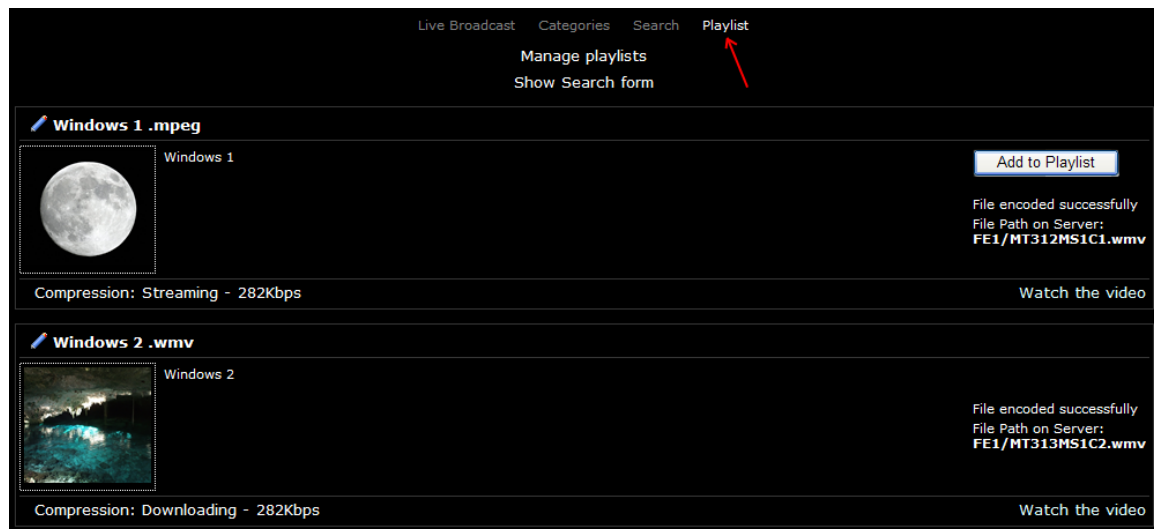 Live Broadcast Categories Search Playlist
Manage playlists
Show Search form
Windows 1 .mpeg
Windows 1
Add to Playlist
File encoded successfully
File Path on Server:
FE1/MT312MS1C1.wmv
Compression: Streaming - 282Kbps
Watch the video
Windows 2 .wmv
Windows 2
File encoded successfully
File Path on Server:
FE1/MT313MS1C2.wmv
Compression: Downloading - 282Kbps
Watch the video